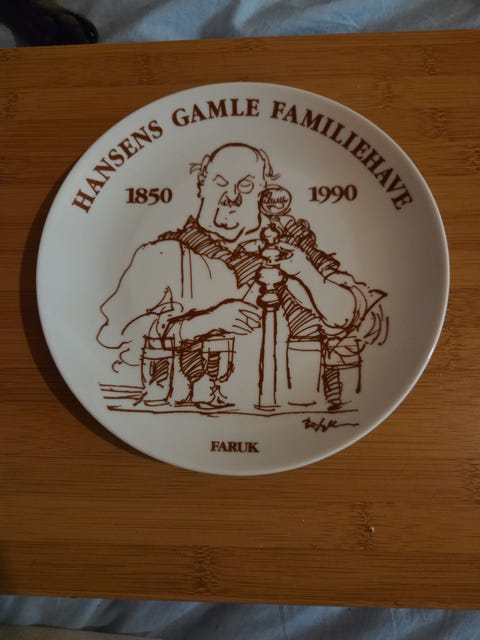 HANSENS GAMLE FAMILIEHAVE
1850 1990
FARUK